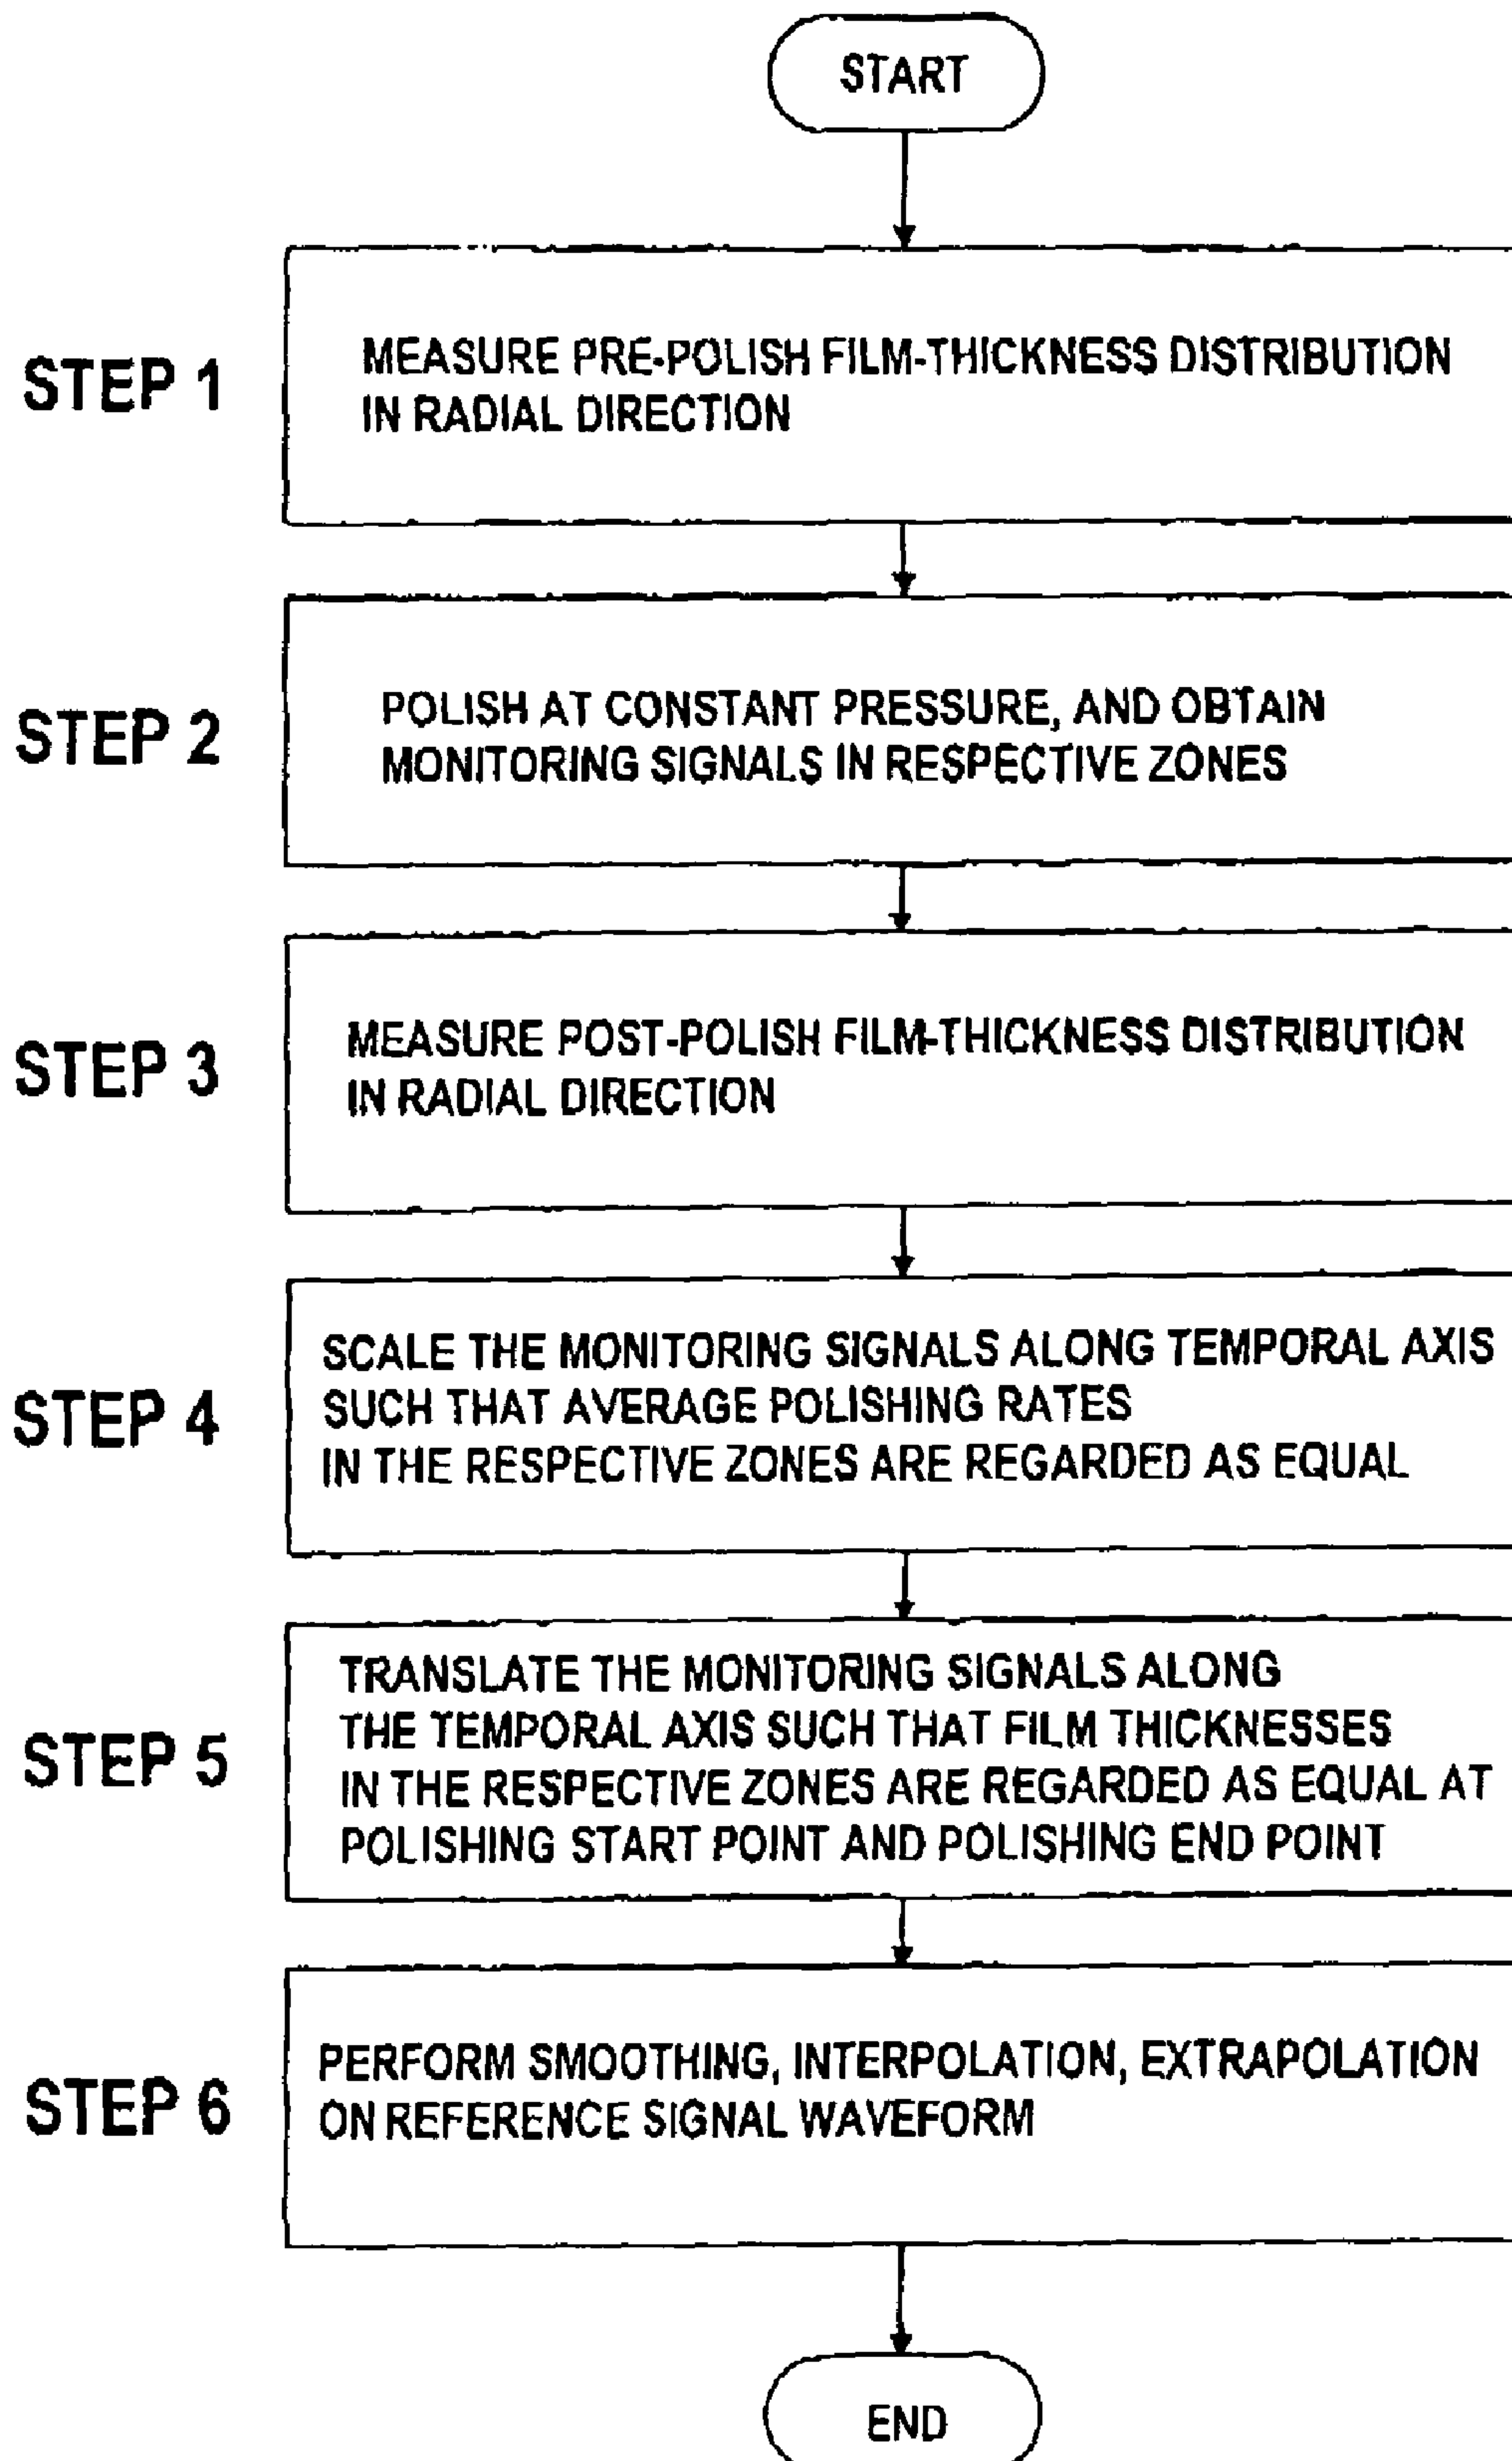 START
STEP 1
MEASURE PRE-POLISH FILM-THICKNESS DISTRIBUTION
IN RADIAL DIRECTION
STEP 2
POLISH AT CONSTANT PRESSURE, AND OBTAIN
MONITORING SIGNALS IN RESPECTIVE ZONES
STEP 3
MEASURE POST-POLISH FILM-THICKNESS DISTRIBUTION
IN RADIAL DIRECTION
STEP 4
SCALE THE MONITORING SIGNALS ALONG TEMPORAL AXIS
SUCH THAT AVERAGE POLISHING RATES
IN THE RESPECTIVE ZONES ARE REGARDED AS EQUAL
STEP 5
TRANSLATE THE MONITORING SIGNALS ALONG
THE TEMPORAL AXIS SUCH THAT FILM THICKNESSES
IN THE RESPECTIVE ZONES ARE REGARDED AS EQUAL AT
POLISHING START POINT AND POLISHING END POINT
STEP 6
PERFORM SMOOTHING, INTERPOLATION, EXTRAPOLATION
ON REFERENCE SIGNAL WAVEFORM
END